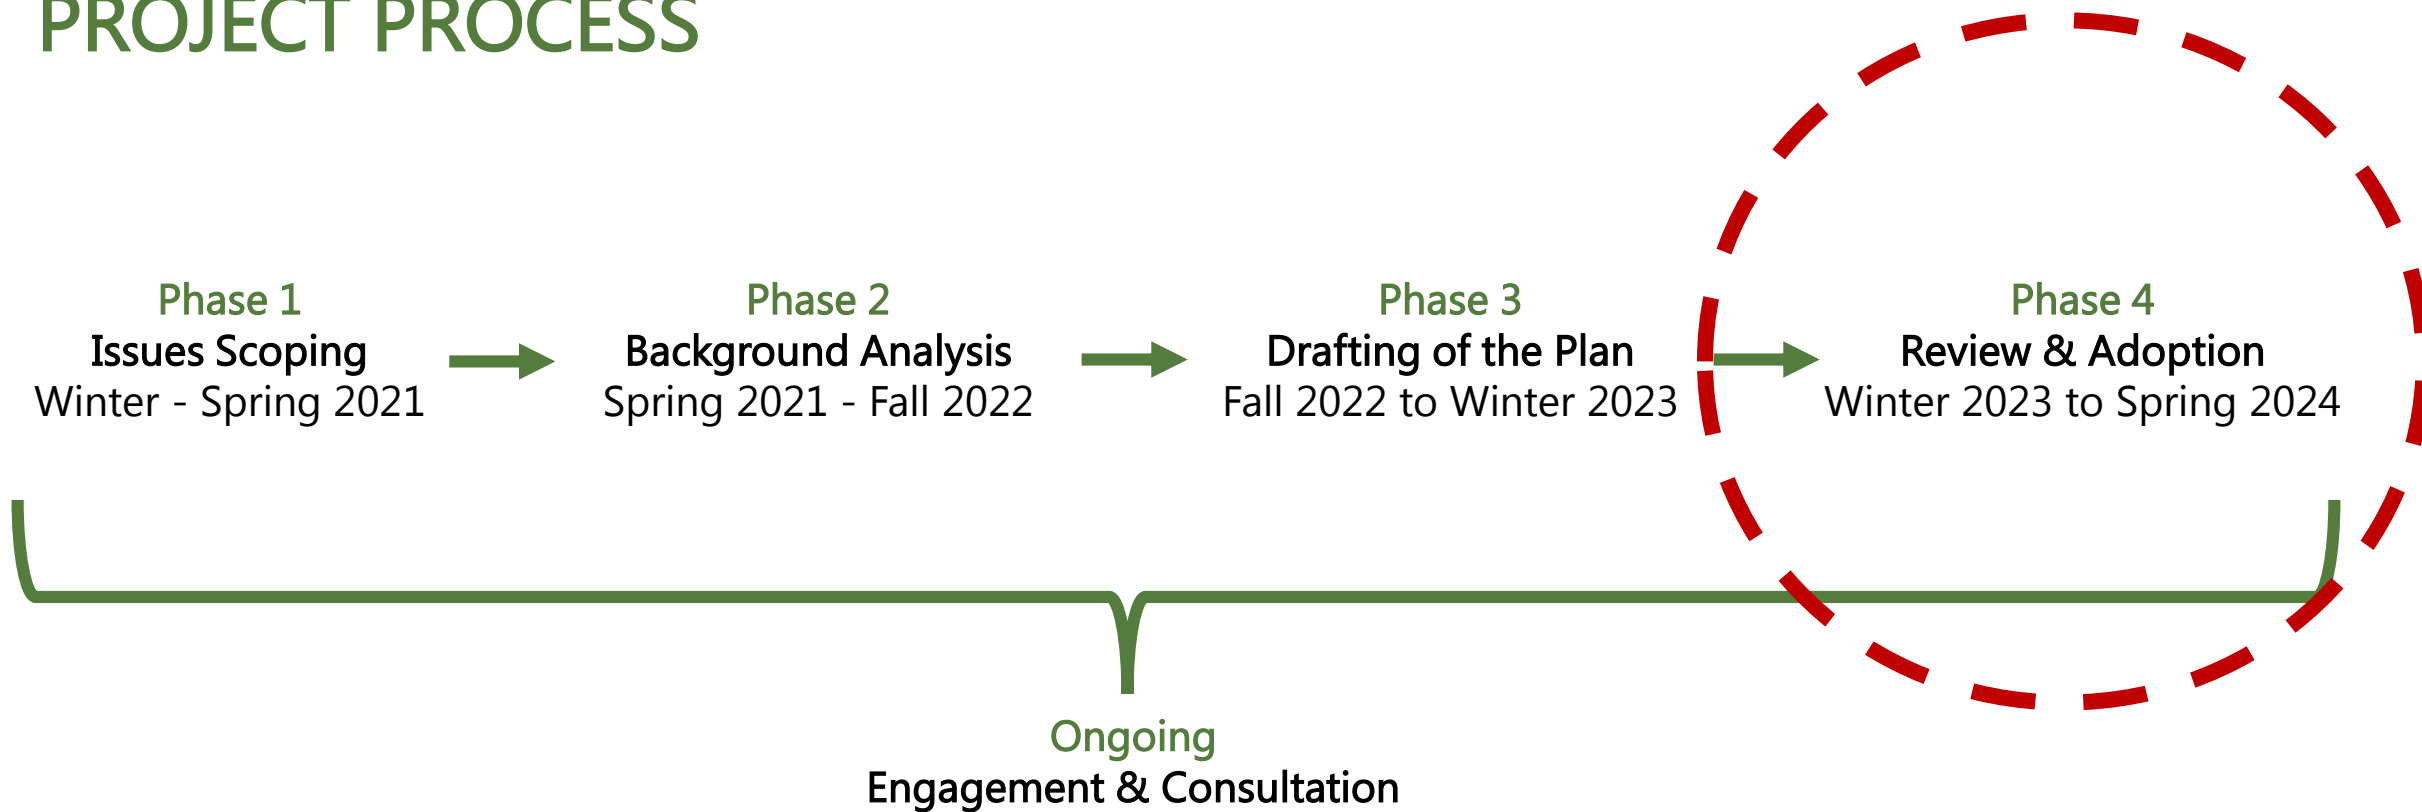 PROJECT PROCESS
Phase 1
Issues Scoping
Winter - Spring 2021
Phase 2
Background Analysis
Spring 2021 - Fall 2022
Phase 3
Drafting of the Plan
Fall 2022 to Winter 2023
Phase 4
Review & Adoption
Winter 2023 to Spring 2024
Ongoing
Engagement & Consultation